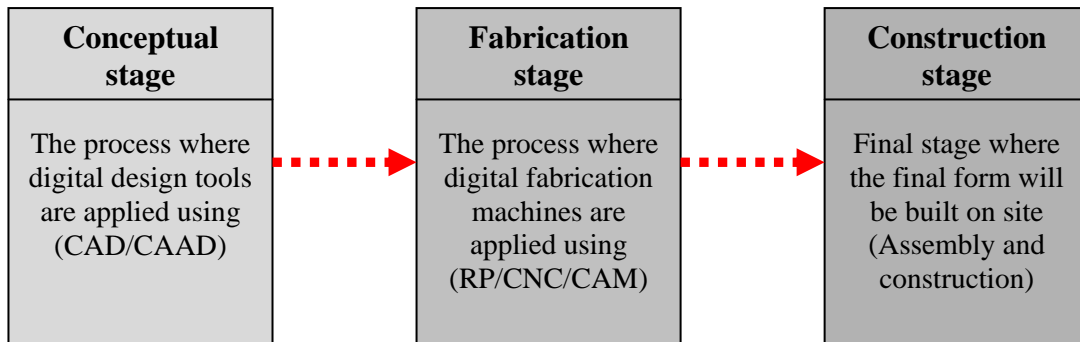 Conceptual
stage
The process where
digital design tools
are applied using
(CAD/CAAD)
Fabrication
stage
The process where
digital fabrication
machines are
applied using
(RP/CNC/CAM)
Construction
stage
Final stage where
the final form will
be built on site
(Assembly and
construction)